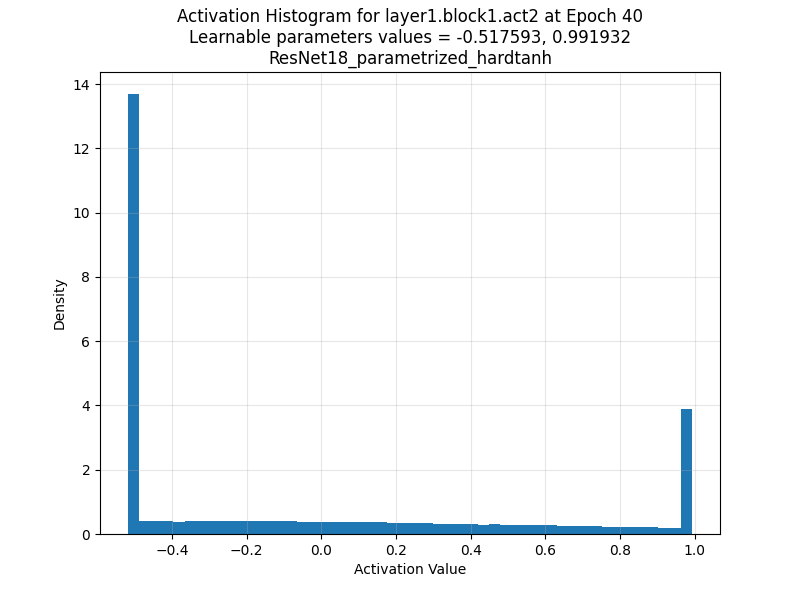 Activation Histogram for layer1.block1.act2 at Epoch 40
Learnable parameters values = -0.517593, 0.991932
ResNet18_parametrized_hardtanh
14
12
10
8
6
4
2
0
Density
−0.4 −0.2 0.0 0.2 0.4 0.6 0.8 1.0
Activation Value